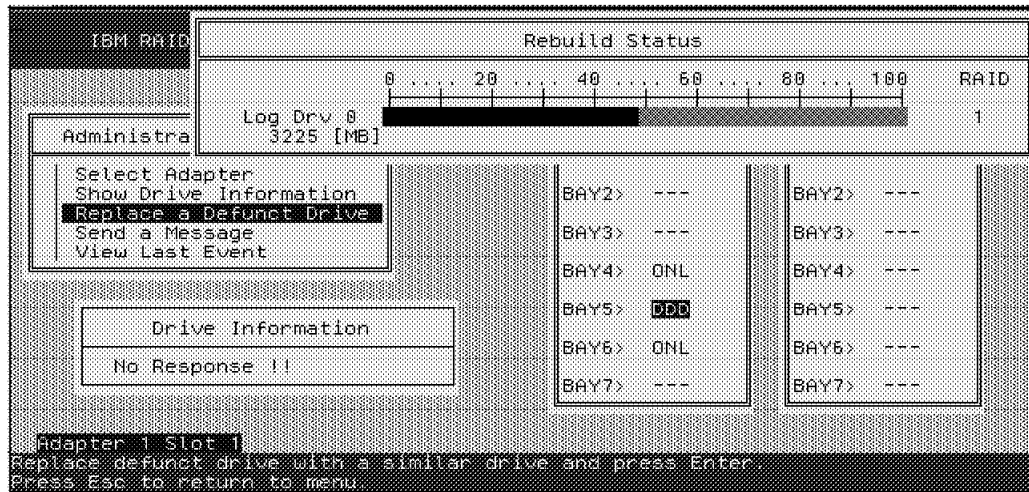 IBM RAID
Rebuild Status
0 .... 20 ... 40 ... 60 .... 80 ... 100 RAID
Log Drv 0 1
3225 [MB]
Administra
Select Adapter
Show Drive Information
Replace a Defunct Drive
Send a Message
View Last Event
BAY2> --- BAY2> ---
BAY3> --- BAY3> ---
BAY4> ONL BAY4> ---
BAY5> DDD BAY5> ---
BAY6> ONL BAY6> ---
BAY7> --- BAY7> ---
Drive Information
No Response !!
Adapter 1 Slot 1
Replace defunct drive with a similar drive and press Enter.
Press Esc to return to menu.